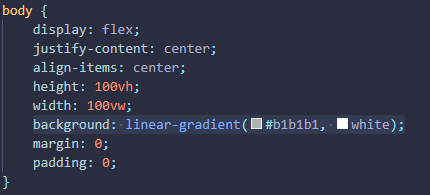 body {
display: flex;
justify-content: center;
align-items: center;
height: 100vh;
width: 100vw;
background: linear-gradient(#b1b1b1, white);
margin: 0;
padding: 0;
}